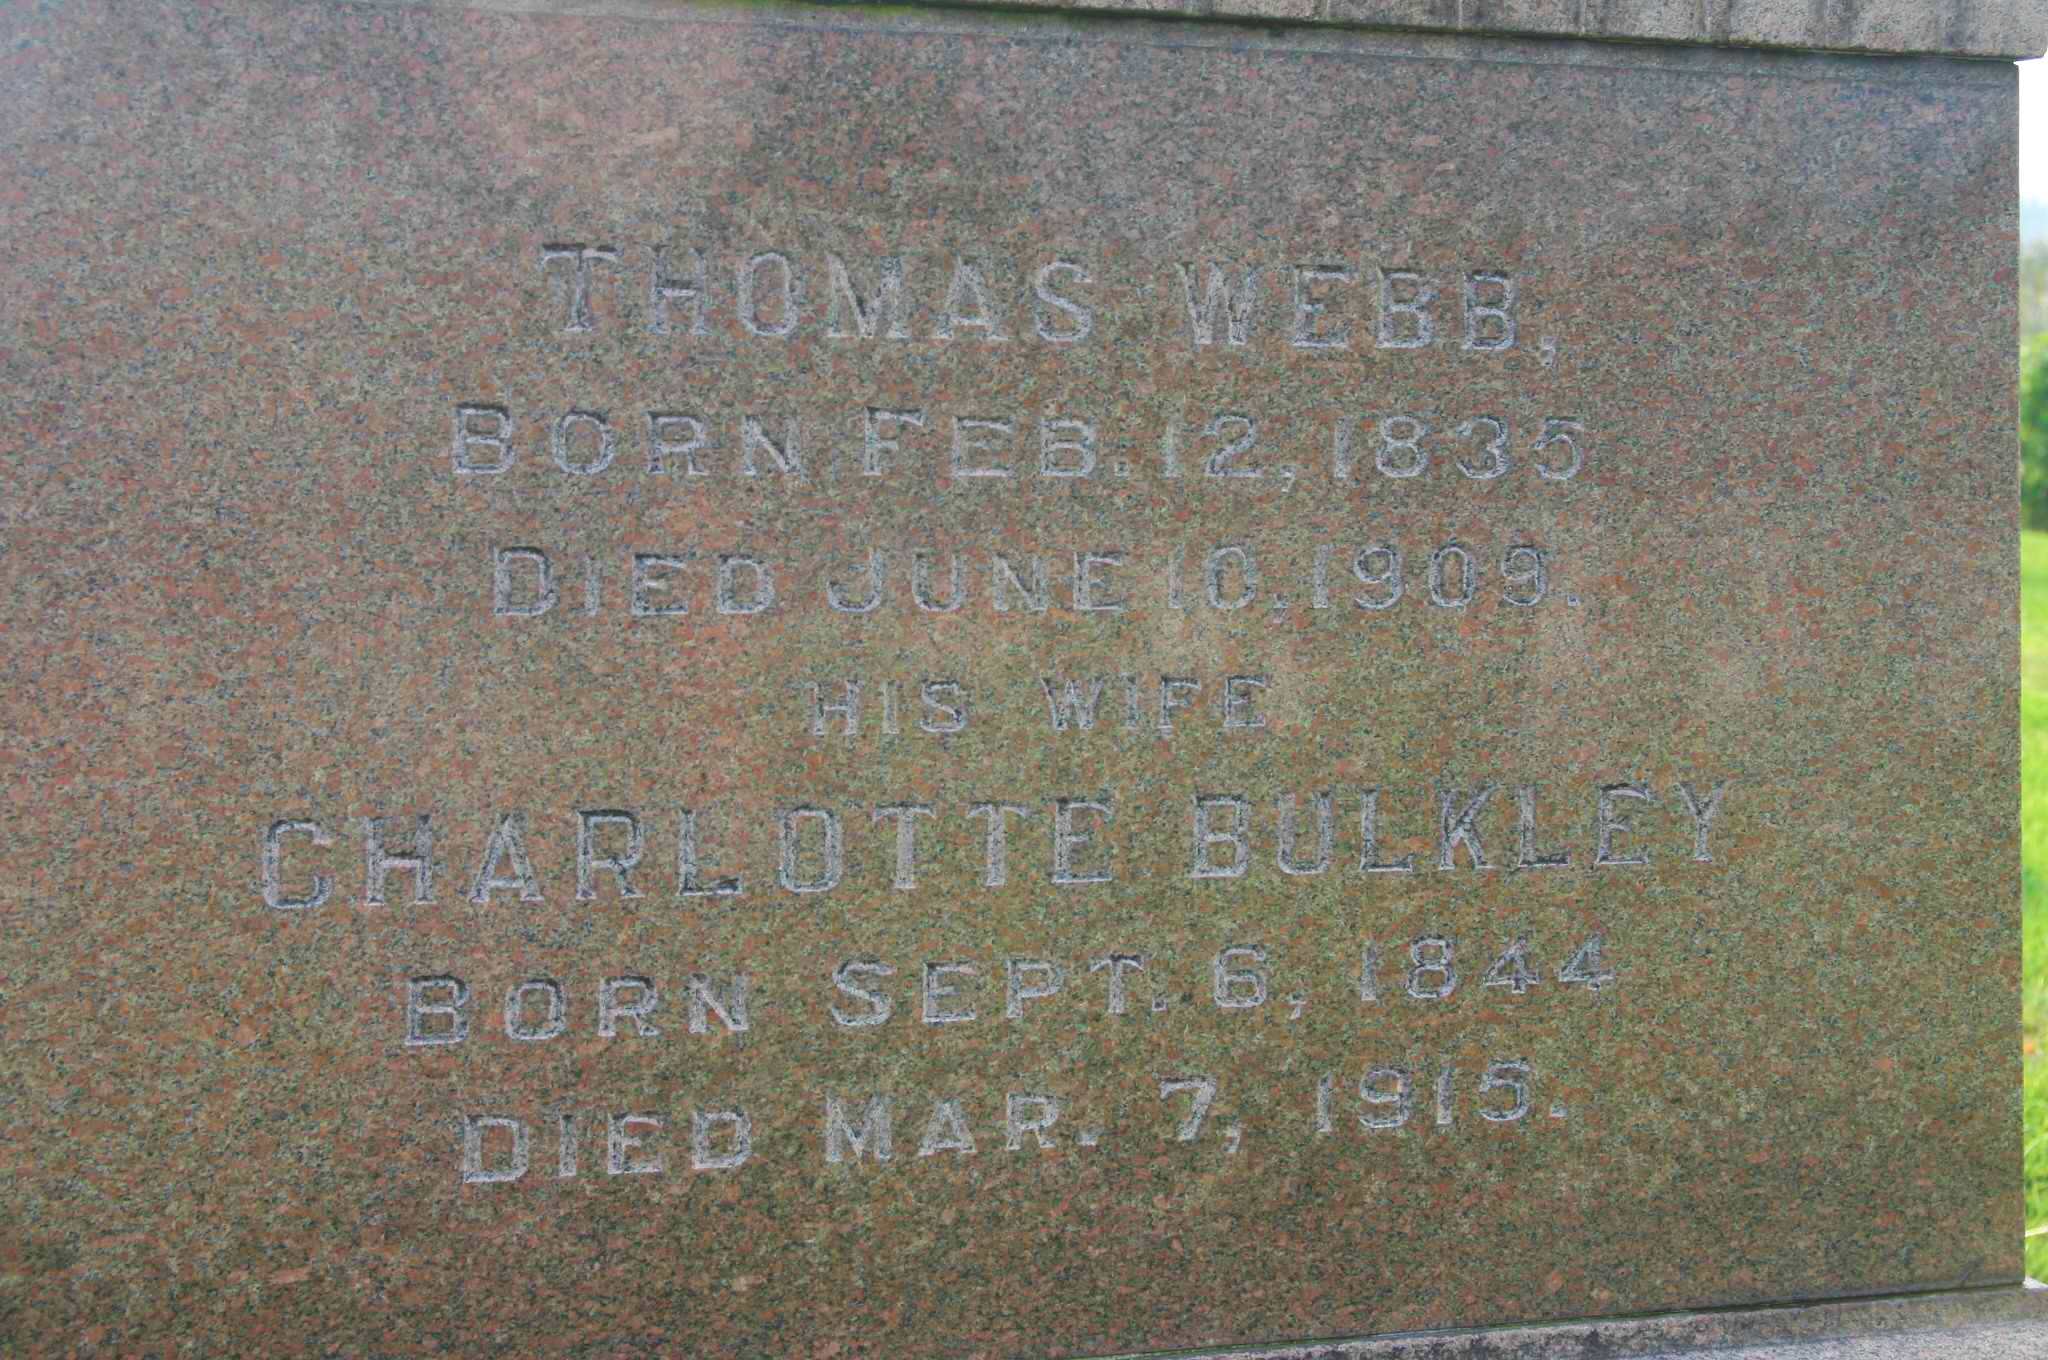 THOMAS WEBB,
BORN FEB. 12, 1835
DIED JUNE 10, 1909.
HIS WIFE
CHARLOTTE BULKLEY
BORN SEPT. 6, 1844
DIED MAR. 7, 1915.